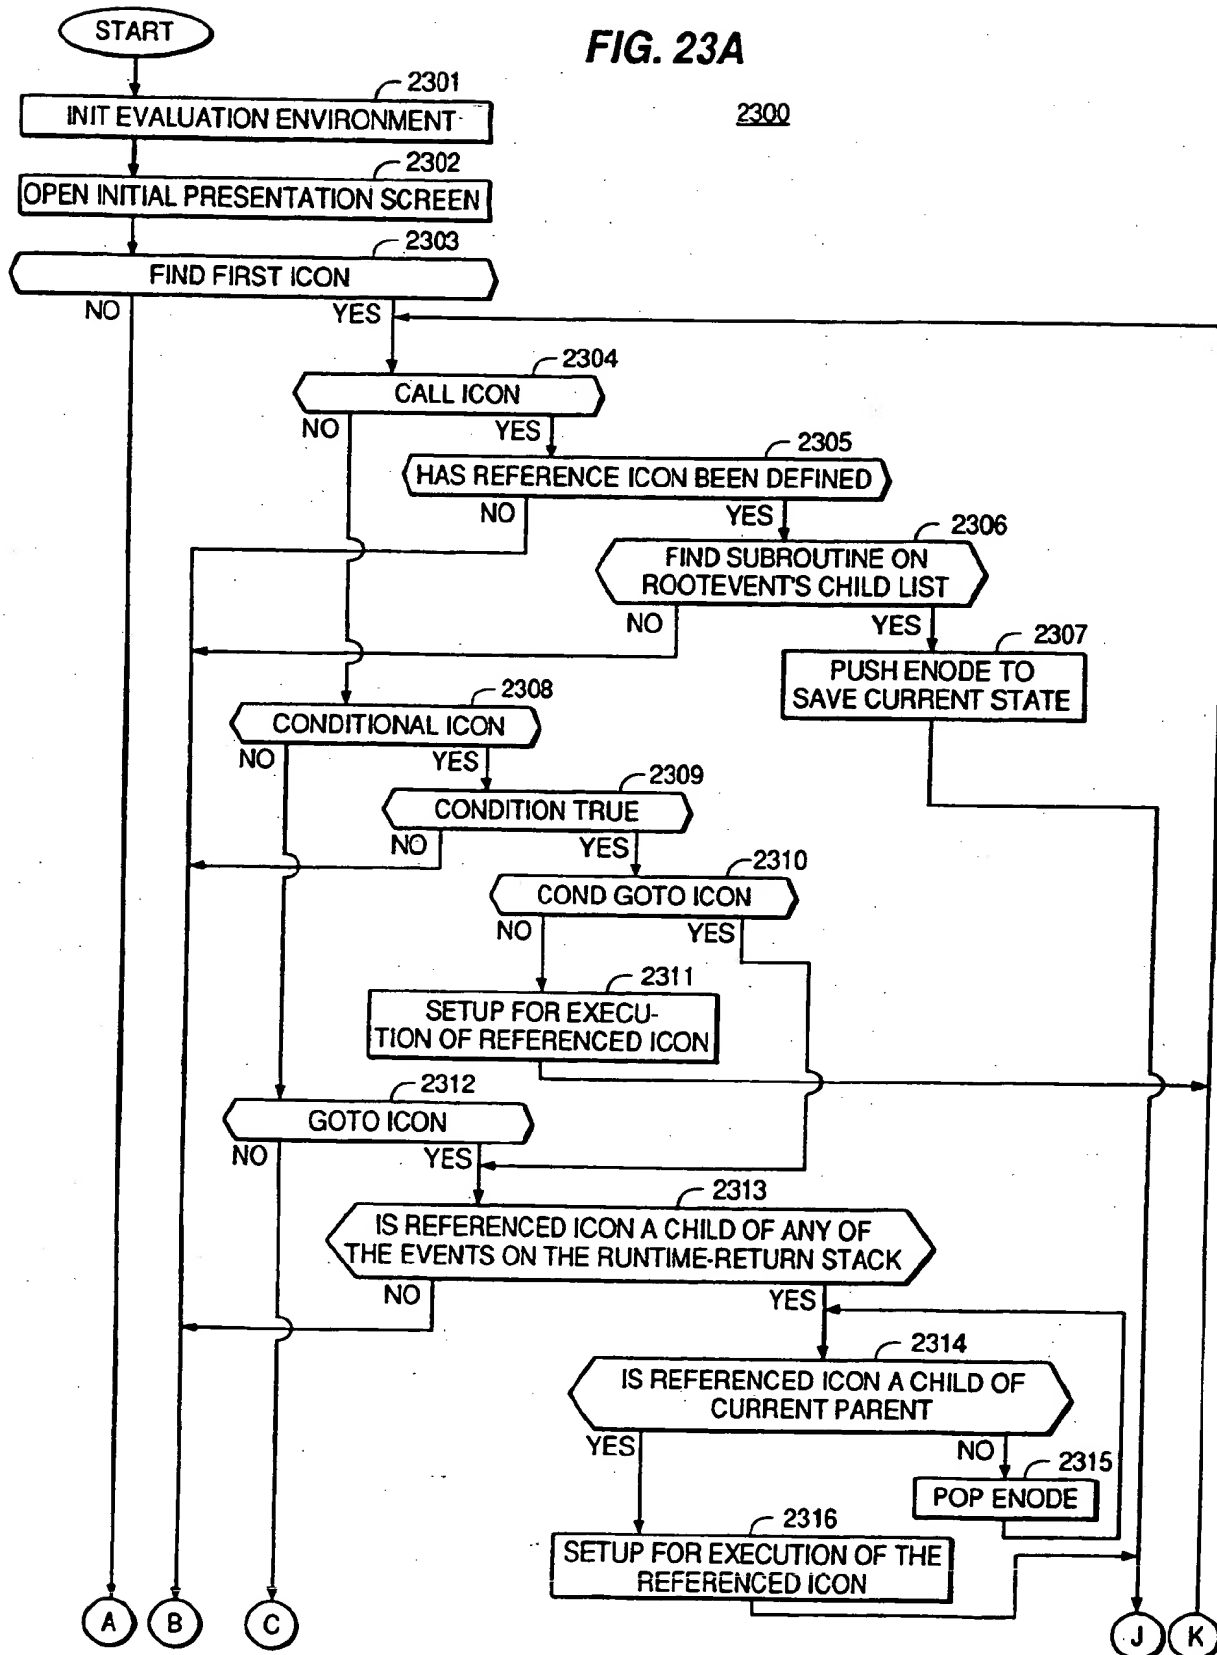 START
FIG. 23A
2300
2301
INIT EVALUATION ENVIRONMENT
2302
OPEN INITIAL PRESENTATION SCREEN
2303
FIND FIRST ICON
NO
YES
2304
CALL ICON
NO
YES
2305
HAS REFERENCE ICON BEEN DEFINED
NO
YES
2306
FIND SUBROUTINE ON
ROOTEVENT'S CHILD LIST
NO
YES
2307
PUSH ENODE TO
SAVE CURRENT STATE
2308
CONDITIONAL ICON
NO
YES
2309
CONDITION TRUE
NO
YES
2310
COND GOTO ICON
NO
YES
2311
SETUP FOR EXECU-
TION OF REFERENCED ICON
2312
GOTO ICON
NO
YES
2313
IS REFERENCED ICON A CHILD OF ANY OF
THE EVENTS ON THE RUNTIME-RETURN STACK
NO
YES
2314
IS REFERENCED ICON A CHILD OF
CURRENT PARENT
YES
NO
2315
POP ENODE
2316
SETUP FOR EXECUTION OF THE
REFERENCED ICON
A
B
C
J
K